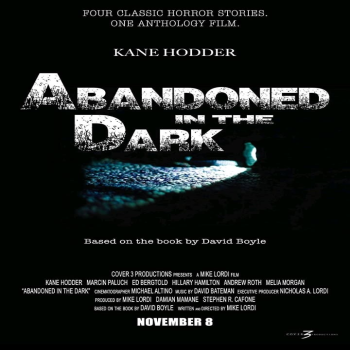 FOUR CLASSIC HORROR STORIES.
ONE ANTHOLOGY FILM.
KANE HODDER
ABANDONED
IN THE
DARK
Based on the book by David Boyle
COVER 3 PRODUCTIONS PRESENTS A MIKE LORDI FILM
KANE HODDER MARCIN PALUCH ED BERGTOLD HILLARY HAMILTON ANDREW ROTH MELIA MORGAN
"ABANDONED IN THE DARK" CINEMATOGRAPHER MICHAEL ALTINO MUSIC BY DAVID BATEMAN EXECUTIVE PRODUCER NICHOLAS A. LORDI
PRODUCED BY MIKE LORDI DAMIAN MAMANE STEPHEN R. CAFONE
BASED ON THE BOOK BY DAVID BOYLE WRITTEN AND DIRECTED BY MIKE LORDI
NOVEMBER 8
COVER 3